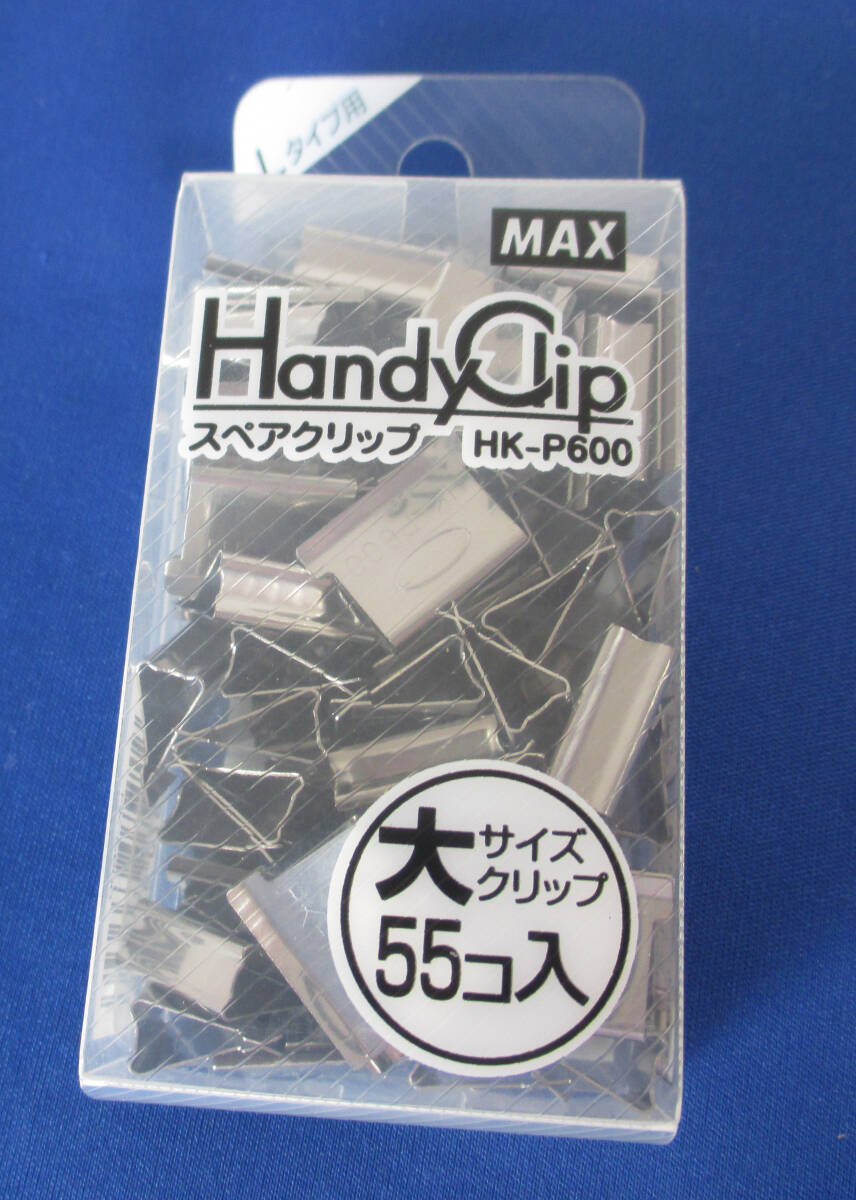 Lタイプ用
MAX
HandyClip
スペアクリップ HK-P600
大サイズ
クリップ
55コ入